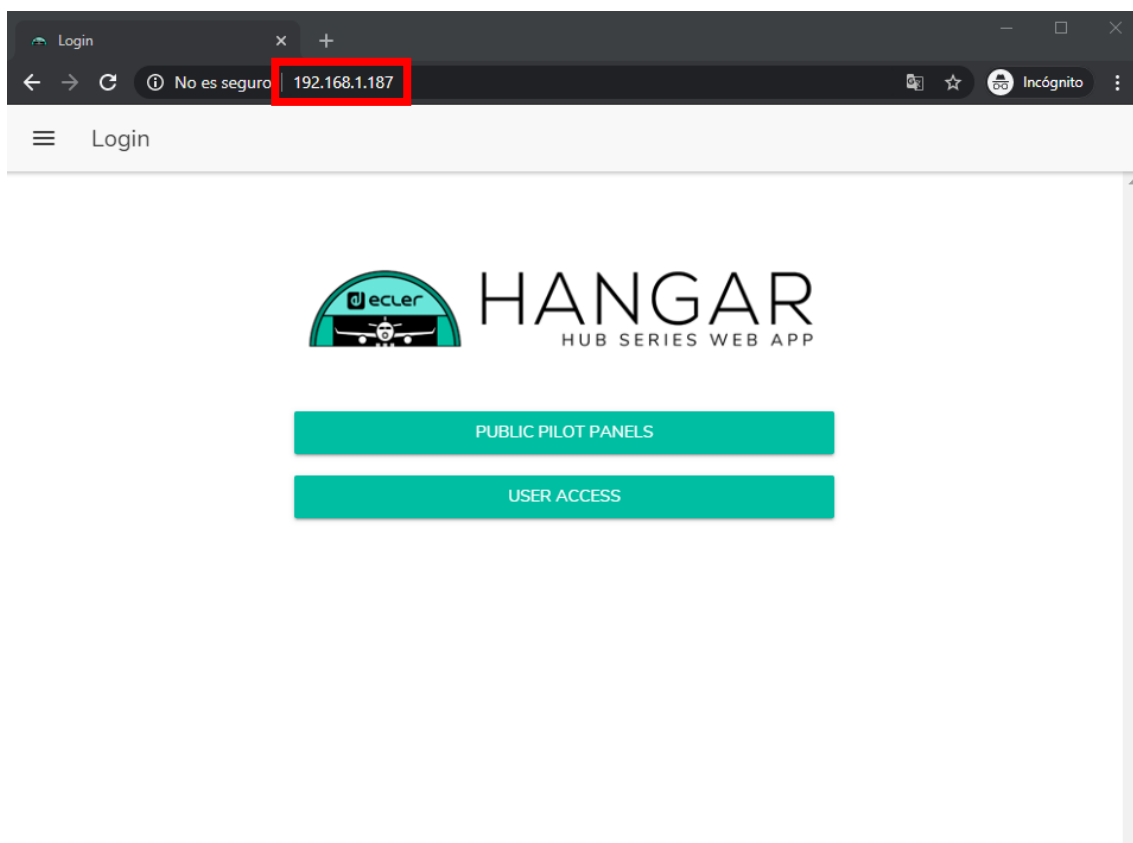 Login
No es seguro
192.168.1.187
Incógnito
Login
ecler
HANGAR
HUB SERIES WEB APP
PUBLIC PILOT PANELS
USER ACCESS